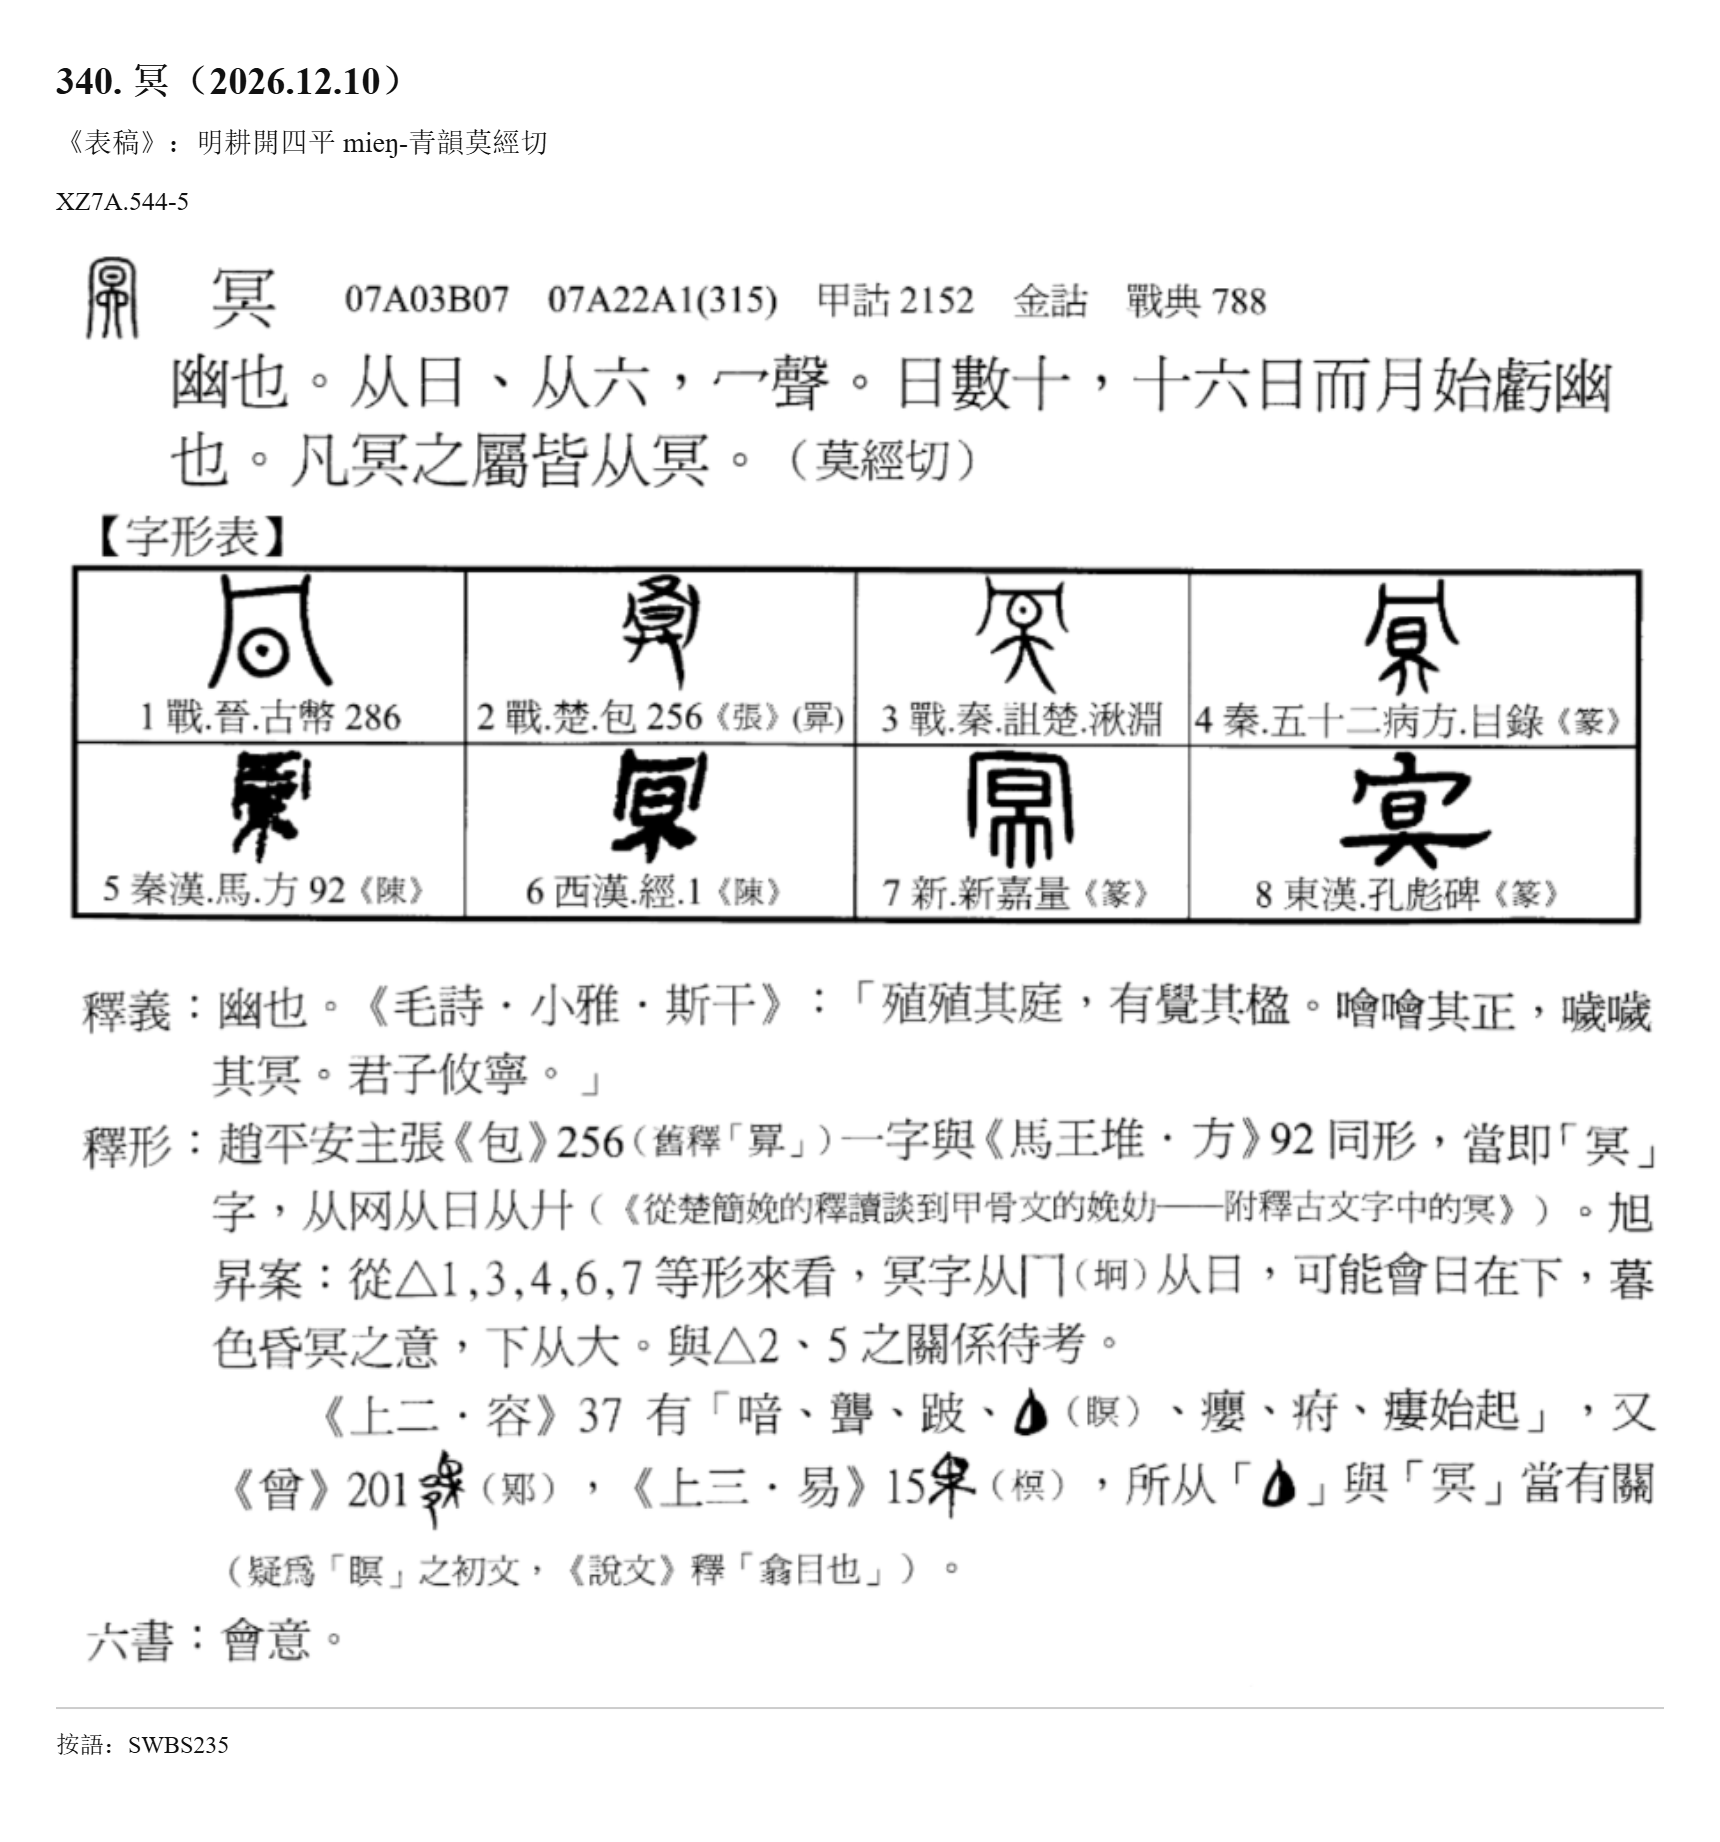 340. 冥（2026.12.10）
《表稿》：明耕開四平 mieŋ-青韻莫經切
XZ7A.544-5
冥 07A03B07 07A22A1(315) 甲詁 2152 金詁 戰典 788
幽也。从日、从六，冖聲。日數十，十六日而月始虧幽
也。凡冥之屬皆从冥。（莫經切）
【字形表】
1 戰.晉.古幣 286 2 戰.楚.包 256《張》(睪) 3 戰.秦.詛楚.湫淵 4 秦.五十二病方.目錄《篆》
5 秦漢.馬.方 92《陳》 6 西漢.經.1《陳》 7 新.新嘉量《篆》 8 東漢.孔彪碑《篆》
釋義：幽也。《毛詩．小雅．斯干》：「殖殖其庭，有覺其楹。噲噲其正，噦噦
其冥。君子攸寧。」
釋形：趙平安主張《包》256（舊釋「」）一字與《馬王堆．方》92 同形，當即「冥」
字，从网从日从廾（《從楚簡娩的釋讀談到甲骨文的娩㚸——附釋古文字中的冥》）。旭
昇案：從△1,3,4,6,7 等形來看，冥字从冂（坰）从日，可能會日在下，暮
色昏冥之意，下从大。與△2、5 之關係待考。
《上二．容》37 有「喑、聾、跛、（瞑）、癭、疛、瘻始起」，又
《曾》201（鄍），《上三．易》15（榠），所从「」與「冥」當有關
（疑為「瞑」之初文，《說文》釋「翕目也」）。
六書：會意。
按語：SWBS235